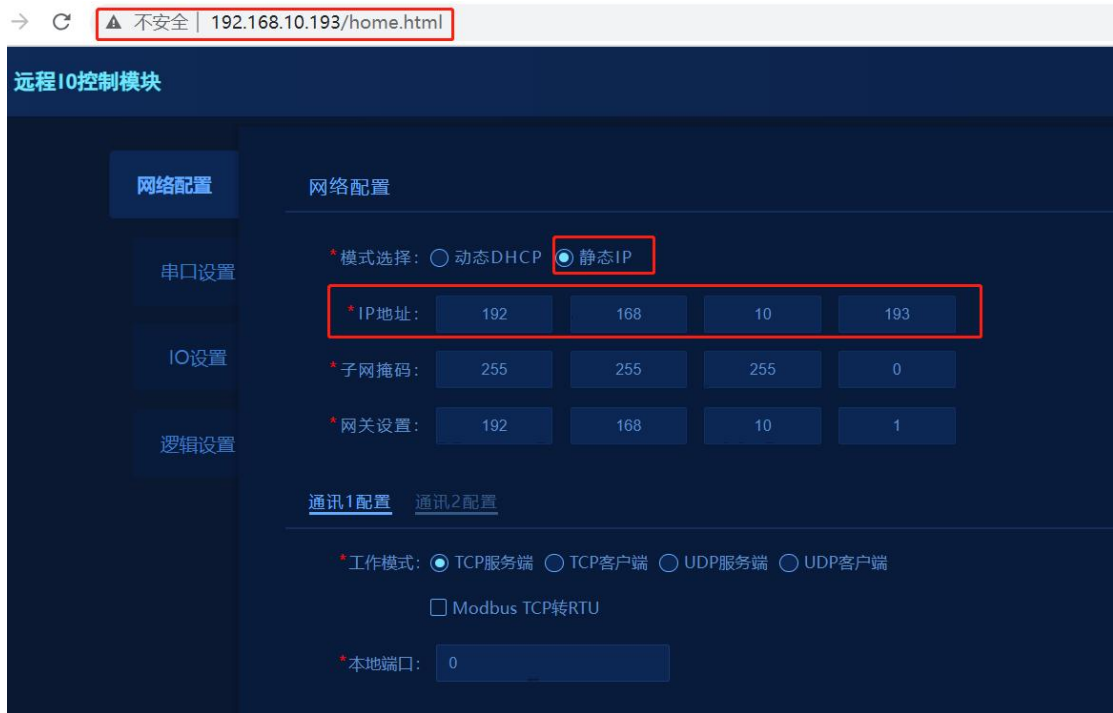 不安全 | 192.168.10.193/home.html
远程IO控制模块
网络配置
串口设置
IO设置
逻辑设置
网络配置
*模式选择: 动态DHCP 静态IP
*IP地址: 192 168 10 193
*子网掩码: 255 255 255 0
*网关设置: 192 168 10 1
通讯1配置 通讯2配置
*工作模式: TCP服务端 TCP客户端 UDP服务端 UDP客户端
Modbus TCP转RTU
*本地端口: 0